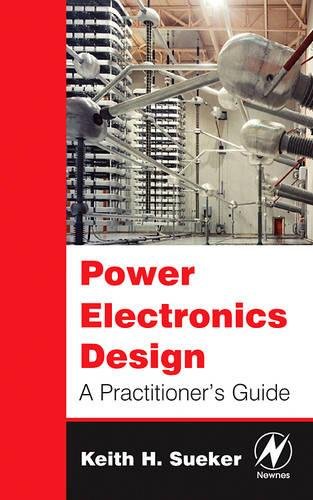 Power
Electronics
Design
A Practitioner's Guide
Keith H. Sueker
Newnes